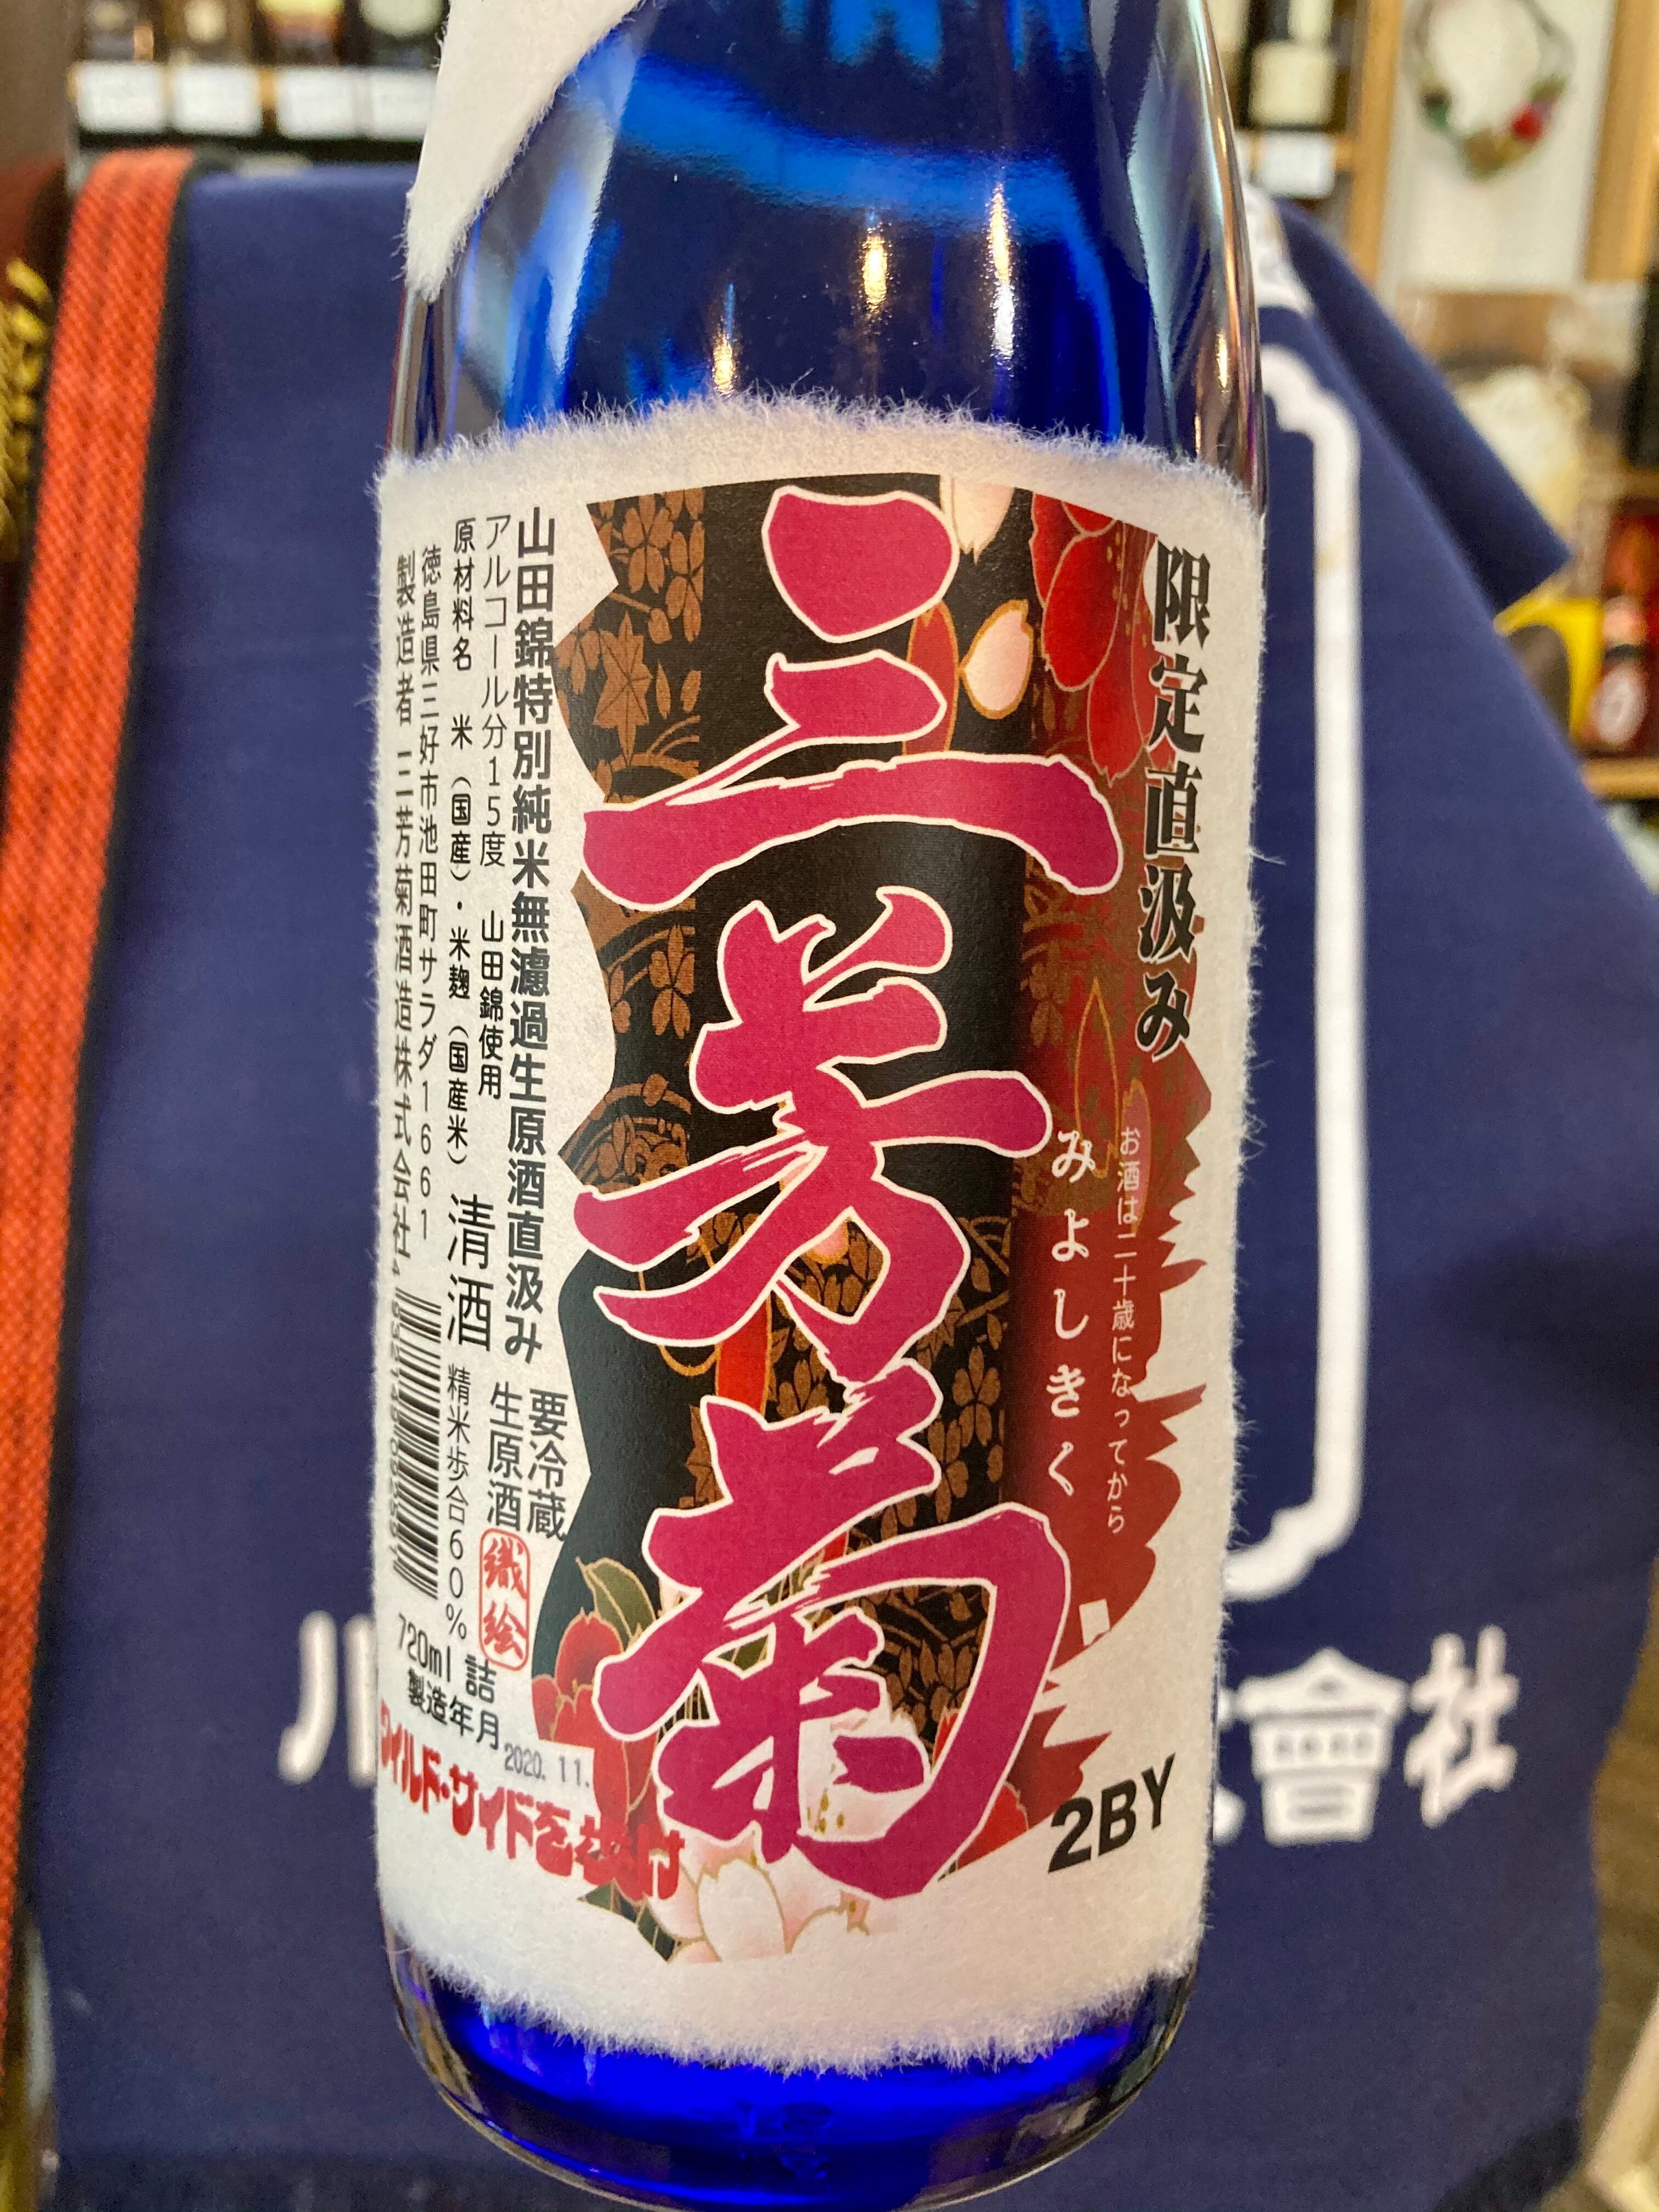 限定直汲み
お酒は二十歳になってから
みよしきく
三芳菊
2BY
山田錦特別純米無濾過生原酒直汲み
要冷蔵
生原酒
アルコール分15度 山田錦使用
原材料名 米(国産)・米麹(国産米) 清酒 精米歩合60%
徳島県三好市池田町サラダ1661
製造者 三芳菊酒造株式会社
織絵
720ml 詰
製造年月
2020.11.
ワイルド・サイドを歩け
會社